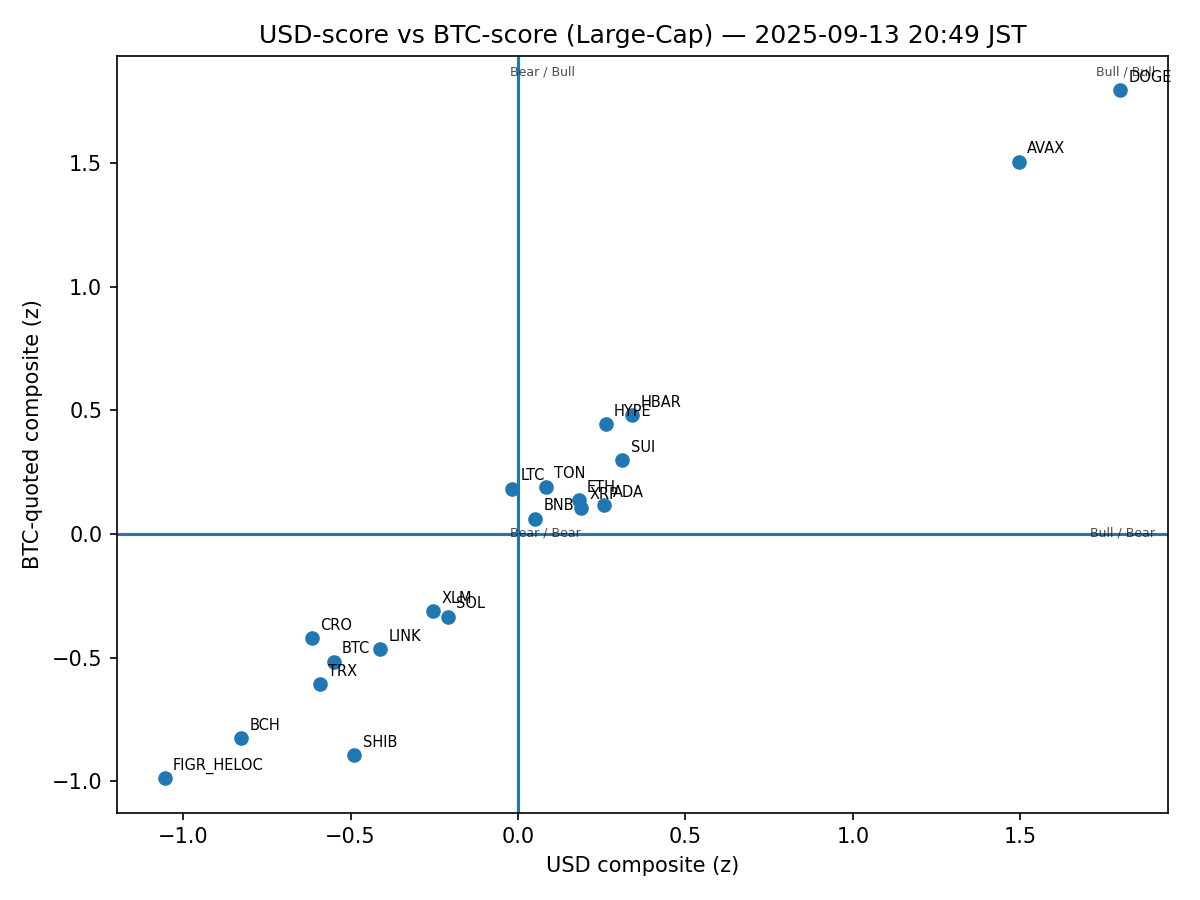 USD-score vs BTC-score (Large-Cap) — 2025-09-13 20:49 JST
Bear / Bull
Bull / Bull
DOGE
AVAX
HBAR
HYPE
SUI
LTC
TON
ETH
XRP
ADA
BNB
Bear / Bear
Bull / Bear
XLM
SOL
CRO
LINK
BTC
TRX
BCH
SHIB
FIGR_HELOC
1.5
1.0
0.5
0.0
−0.5
−1.0
BTC-quoted composite (z)
−1.0
−0.5
0.0
0.5
1.0
1.5
USD composite (z)